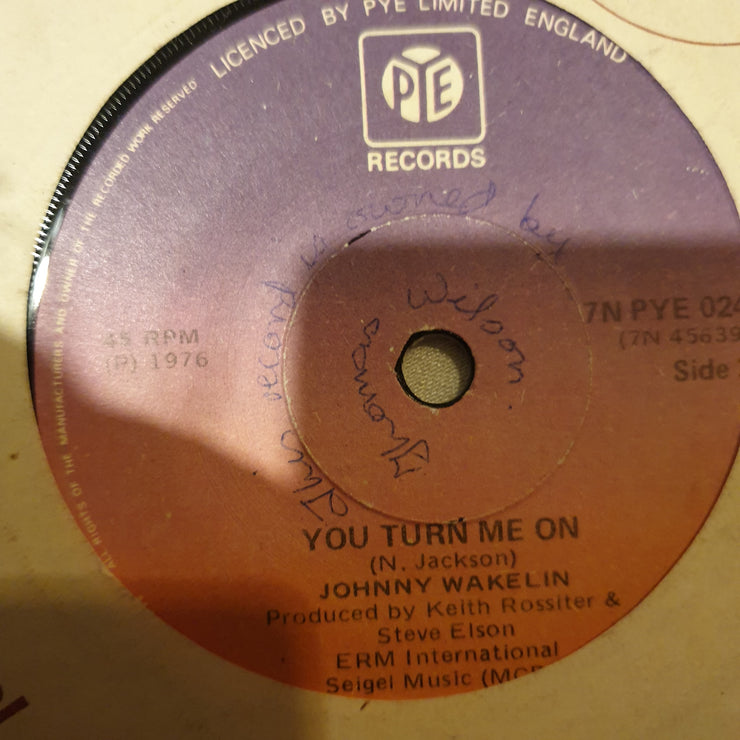 LICENCED BY PYE LIMITED ENGLAND
PYE
RECORDS
ALL RIGHTS OF THE MANUFACTURERS AND OWNER OF THE RECORDED WORK RESERVED
This record is owned by
Thomas Wilson.
45 RPM
(P) 1976
7N PYE 024
(7N 45639
Side
YOU TURN ME ON
(N. Jackson)
JOHNNY WAKELIN
Produced by Keith Rossiter &
Steve Elson
ERM International
Seigel Music (MCP